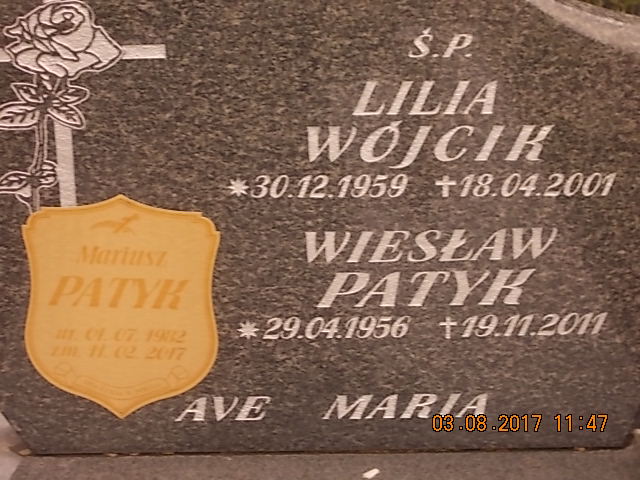 Ś.P.
LILIA
WÓJCIK
*30.12.1959 †18.04.2001
WIESŁAW
PATYK
*29.04.1956 †19.11.2011
Mariusz
PATYK
ur. 01. 07. 1982
zm. 11. 02. 2017
AVE MARIA
03.08.2017 11:47